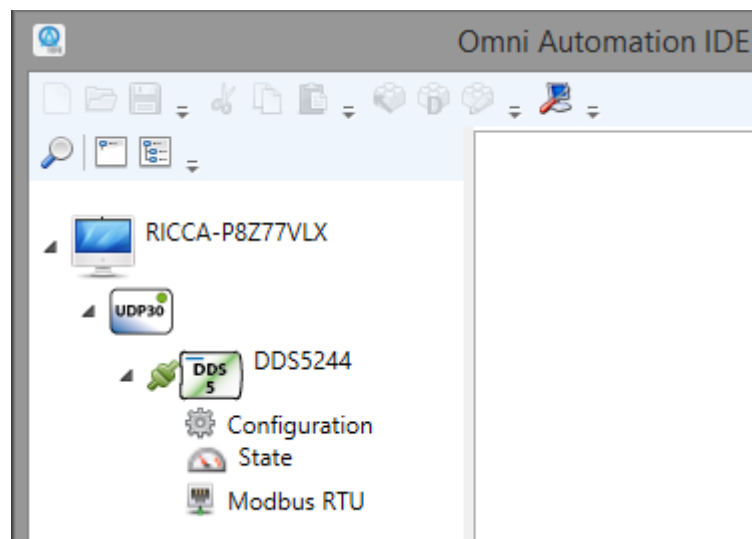 Omni Automation IDE
D
RICCA-P8Z77VLX
UDP30
DDS
5
DDS5244
Configuration
State
Modbus RTU